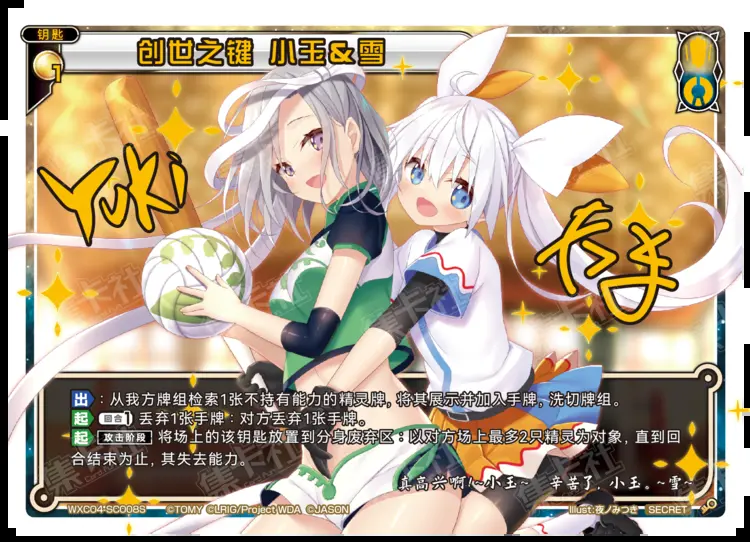 钥匙
1
创世之键 小玉&雪
Yuki
タマ
出：从我方牌组检索1张不持有能力的精灵牌，将其展示并加入手牌，洗切牌组。
起 回合1 丢弃1张手牌：对方丢弃1张手牌。
起 攻击阶段 将场上的该钥匙放置到分身废弃区：以对方场上最多2只精灵为对象，直到回
合结束为止，其失去能力。
真高兴啊！~小玉~ 辛苦了，小玉。~雪~
WXC04 SC008S ©TOMY ©LRIG/Project WDA ©JASON Illust:夜ノみつき SECRET
集卡社